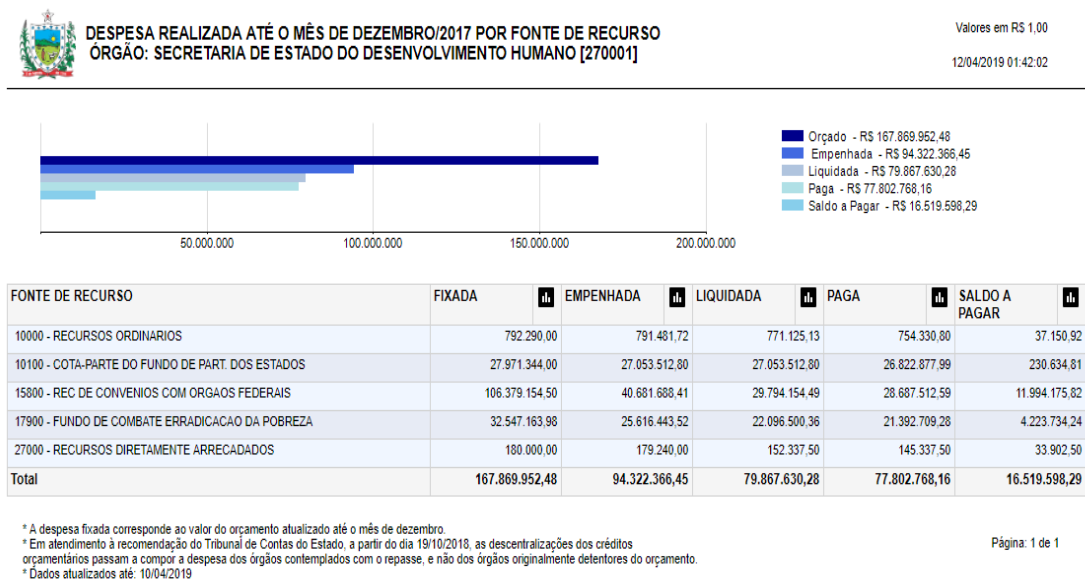 DESPESA REALIZADA ATÉ O MÊS DE DEZEMBRO/2017 POR FONTE DE RECURSO
ÓRGÃO: SECRETARIA DE ESTADO DO DESENVOLVIMENTO HUMANO [270001]
Valores em R$ 1,00
12/04/2019 01:42:02
Orçado - R$ 167.869.952,48
Empenhada - R$ 94.322.366,45
Liquidada - R$ 79.867.630,28
Paga - R$ 77.802.768,16
Saldo a Pagar - R$ 16.519.598,29
50.000.000 100.000.000 150.000.000 200.000.000
FONTE DE RECURSO FIXADA EMPENHADA LIQUIDADA PAGA SALDO A PAGAR
10000 - RECURSOS ORDINARIOS 792.290,00 791.481,72 771.125,13 754.330,80 37.150,92
10100 - COTA-PARTE DO FUNDO DE PART. DOS ESTADOS 27.971.344,00 27.053.512,80 27.053.512,80 26.822.877,99 230.634,81
15800 - REC DE CONVENIOS COM ORGAOS FEDERAIS 106.379.154,50 40.681.688,41 29.794.154,49 28.687.512,59 11.994.175,82
17900 - FUNDO DE COMBATE ERRADICACAO DA POBREZA 32.547.163,98 25.616.443,52 22.096.500,36 21.392.709,28 4.223.734,24
27000 - RECURSOS DIRETAMENTE ARRECADADOS 180.000,00 179.240,00 152.337,50 145.337,50 33.902,50
Total 167.869.952,48 94.322.366,45 79.867.630,28 77.802.768,16 16.519.598,29
* A despesa fixada corresponde ao valor do orçamento atualizado até o mês de dezembro.
* Em atendimento à recomendação do Tribunal de Contas do Estado, a partir do dia 19/10/2018, as descentralizações dos créditos
orçamentários passam a compor a despesa dos órgãos contemplados com o repasse, e não dos órgãos originalmente detentores do orçamento.
* Dados atualizados até: 10/04/2019
Página: 1 de 1